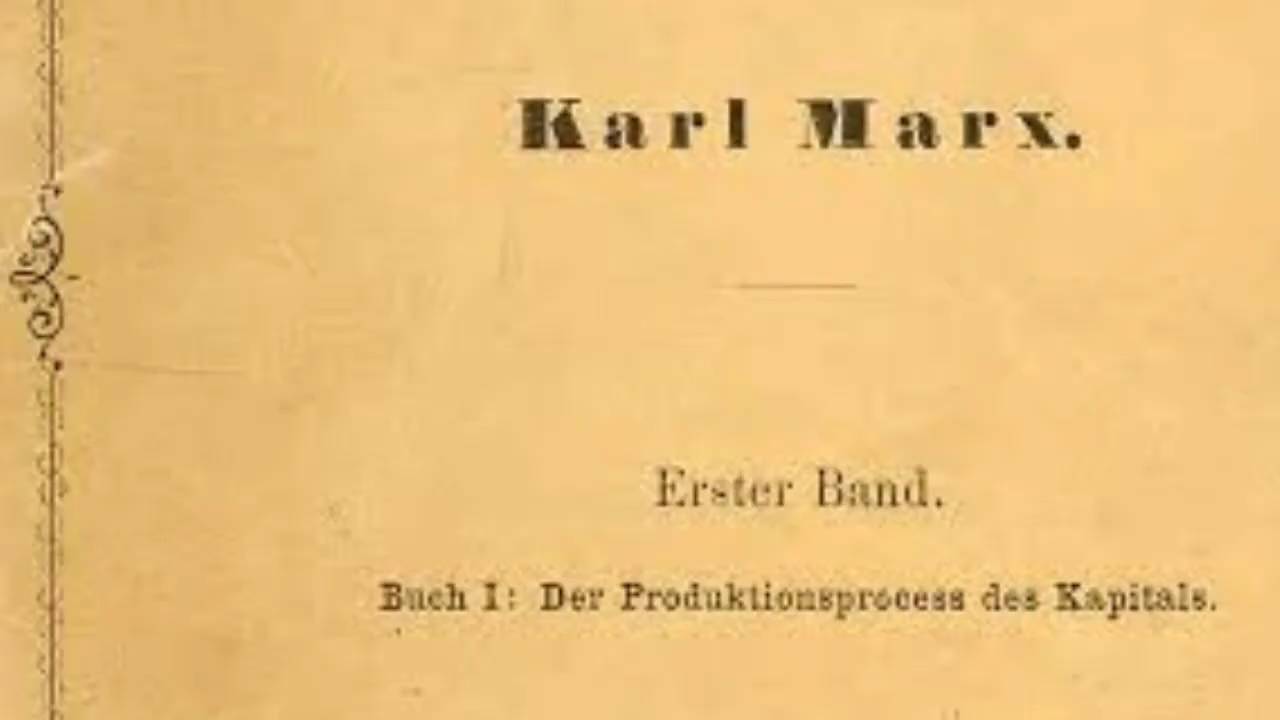 Karl Marx.
Erster Band.
Buch I: Der Produktionsprocess des Kapitals.